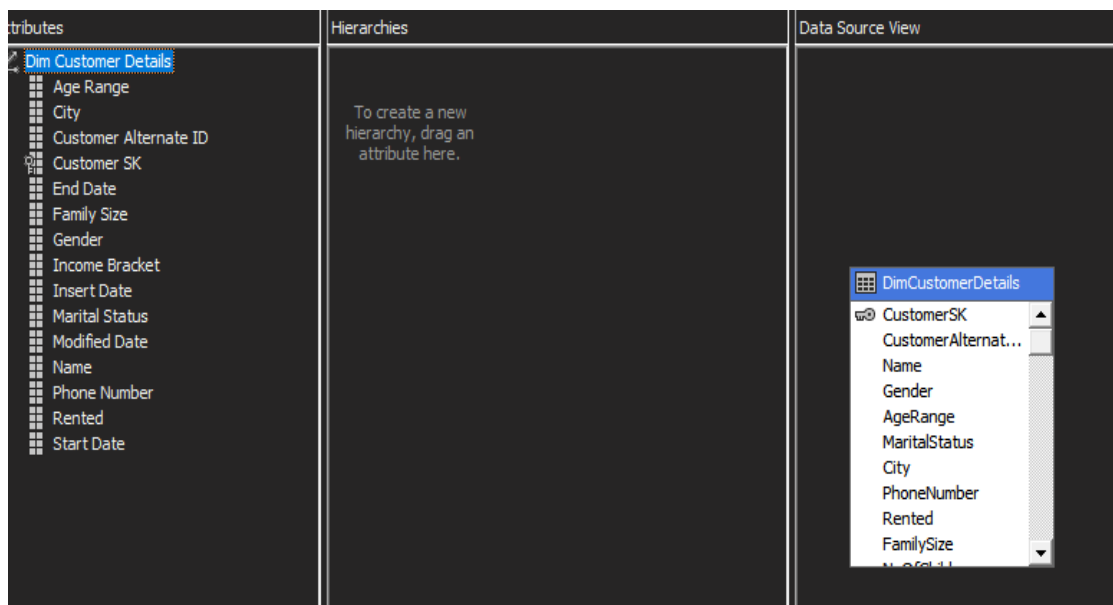 ttributes
Dim Customer Details
Age Range
City
Customer Alternate ID
Customer SK
End Date
Family Size
Gender
Income Bracket
Insert Date
Marital Status
Modified Date
Name
Phone Number
Rented
Start Date
Hierarchies
To create a new
hierarchy, drag an
attribute here.
Data Source View
DimCustomerDetails
CustomerSK
CustomerAlternat...
Name
Gender
AgeRange
MaritalStatus
City
PhoneNumber
Rented
FamilySize